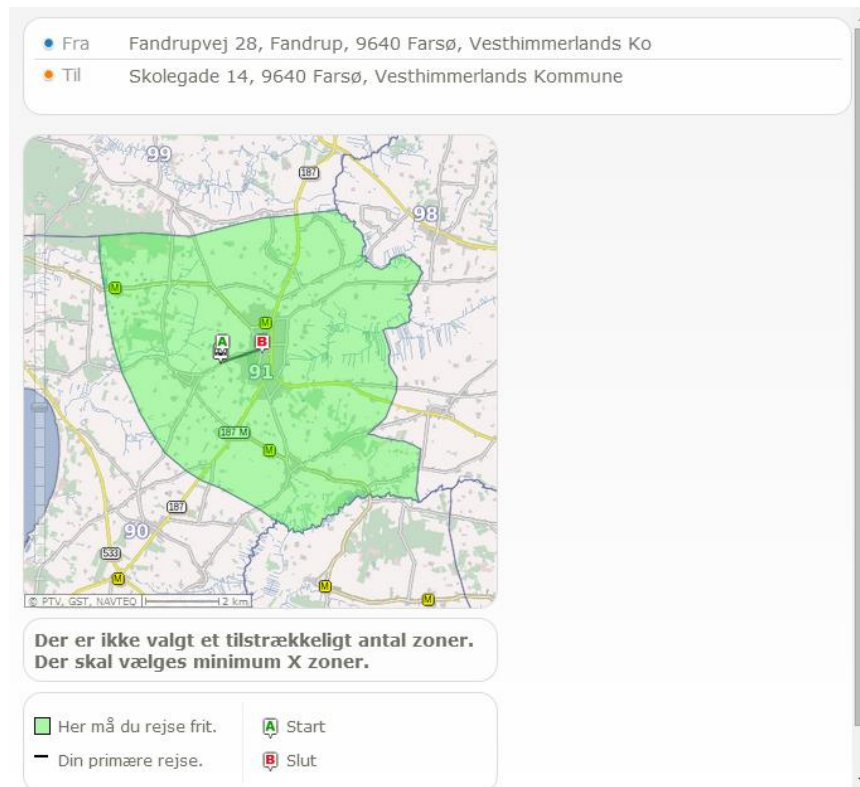 Fra Fandrupvej 28, Fandrup, 9640 Farsø, Vesthimmerlands Ko
Til Skolegade 14, 9640 Farsø, Vesthimmerlands Kommune
99
187
98
M
M
A
B
91
187 M
M
187
90
533
M
M
M
© PTV, GST, NAVTEQ 2 km
Der er ikke valgt et tilstrækkeligt antal zoner.
Der skal vælges minimum X zoner.
Her må du rejse frit. A Start
Din primære rejse. B Slut